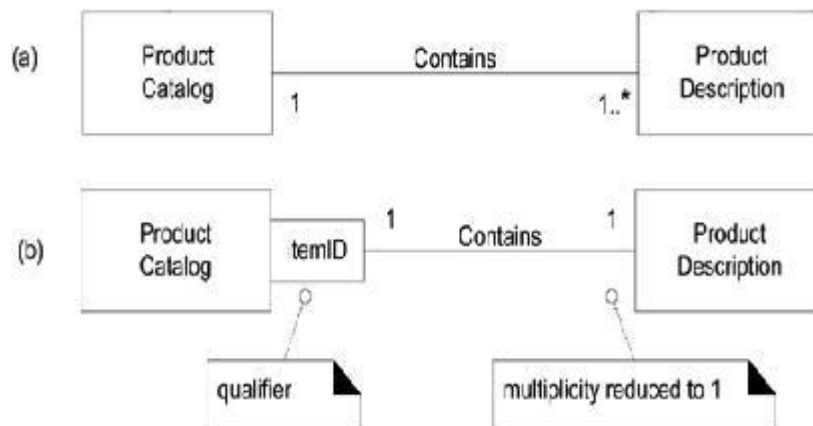 (a)
Product
Catalog
Contains
1
1..*
Product
Description
(b)
Product
Catalog
temID
1
Contains
1
Product
Description
qualifier
multiplicity reduced to 1